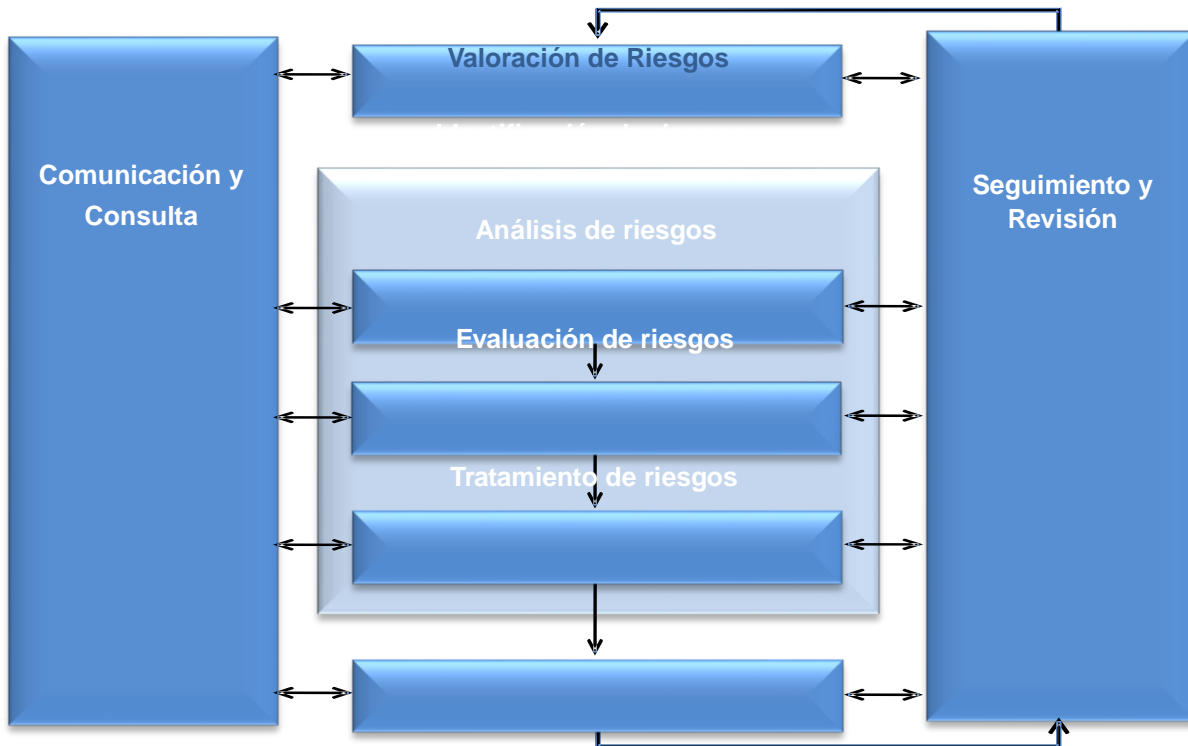 Valoración de Riesgos
Comunicación y
Consulta
Análisis de riesgos
Evaluación de riesgos
Tratamiento de riesgos
Seguimiento y
Revisión